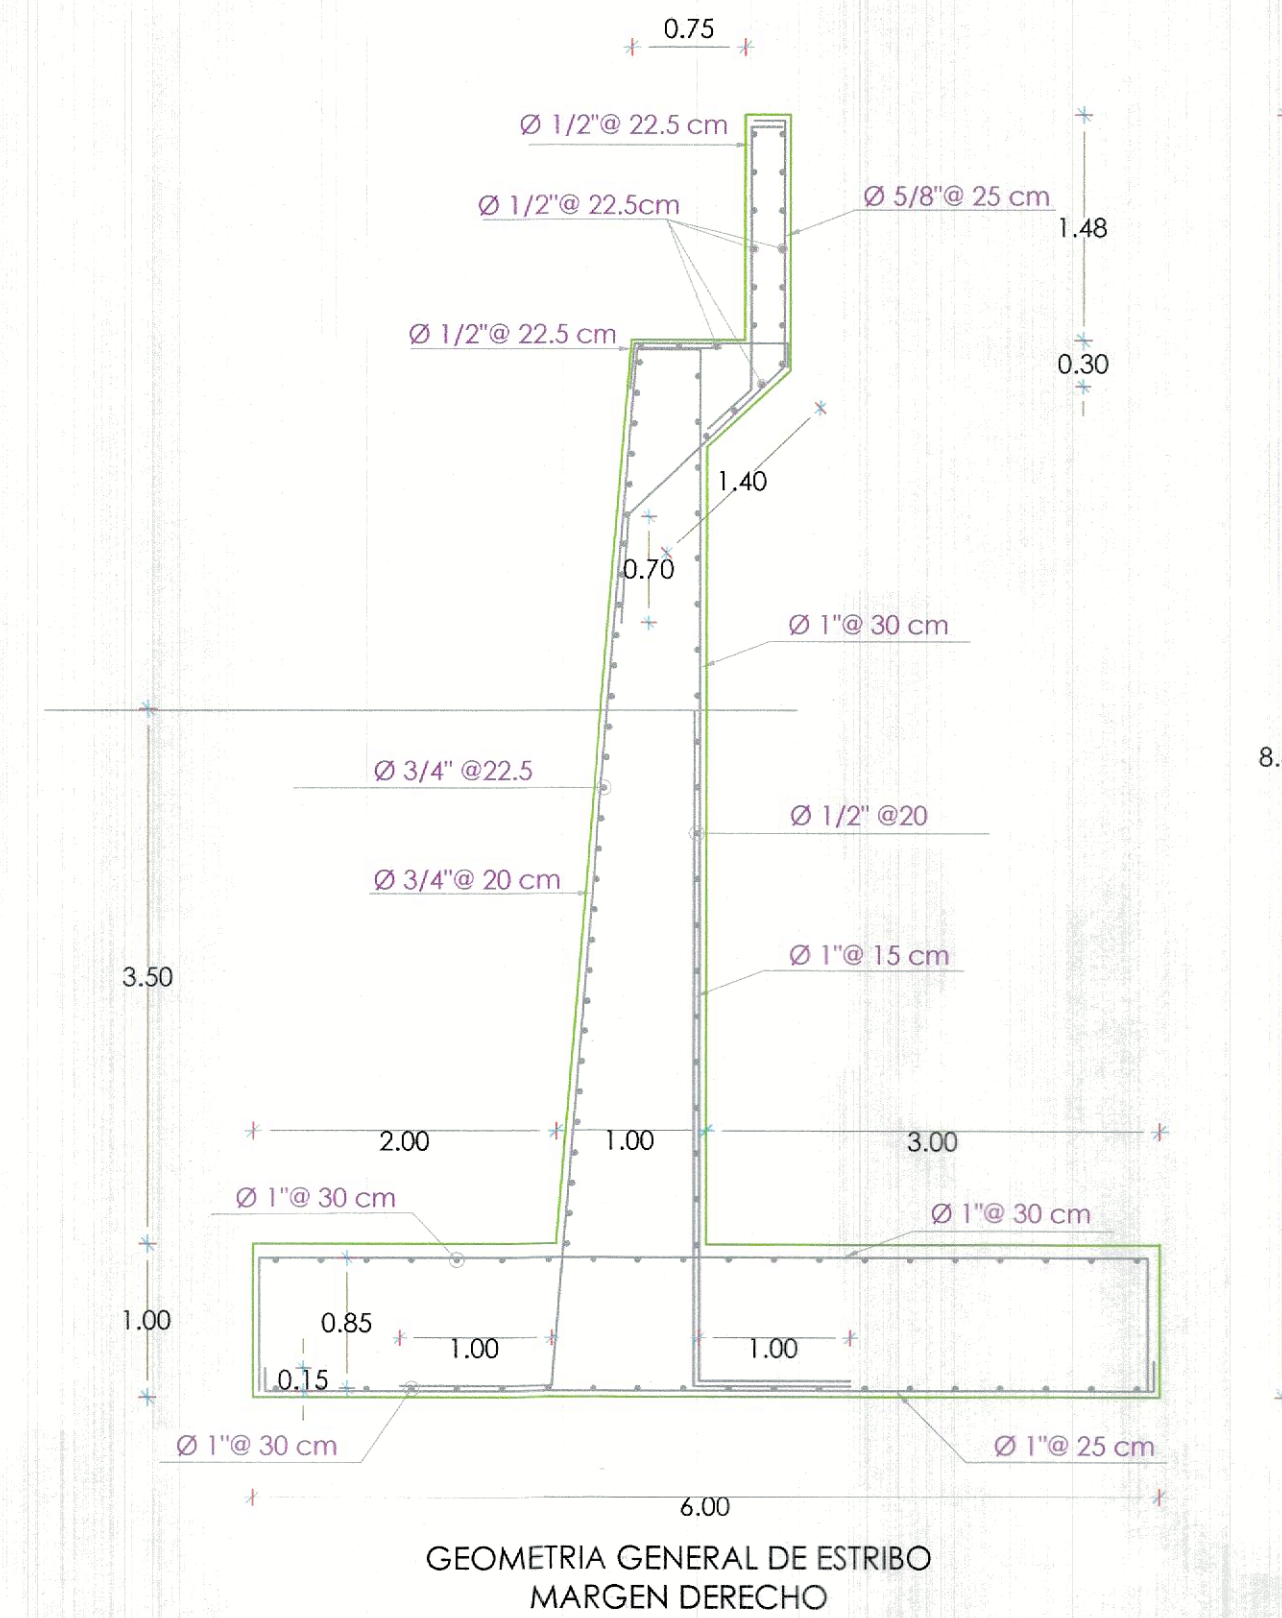 0.75
Ø 1/2"@ 22.5 cm
Ø 1/2"@ 22.5cm
Ø 5/8"@ 25 cm
1.48
Ø 1/2"@ 22.5 cm
0.30
1.40
0.70
Ø 1"@ 30 cm
8.
Ø 3/4" @22.5
Ø 1/2" @20
Ø 3/4"@ 20 cm
Ø 1"@ 15 cm
3.50
2.00
1.00
3.00
Ø 1"@ 30 cm
Ø 1"@ 30 cm
1.00
0.85
1.00
1.00
0.15
Ø 1"@ 30 cm
Ø 1"@ 25 cm
6.00
GEOMETRIA GENERAL DE ESTRIBO
MARGEN DERECHO